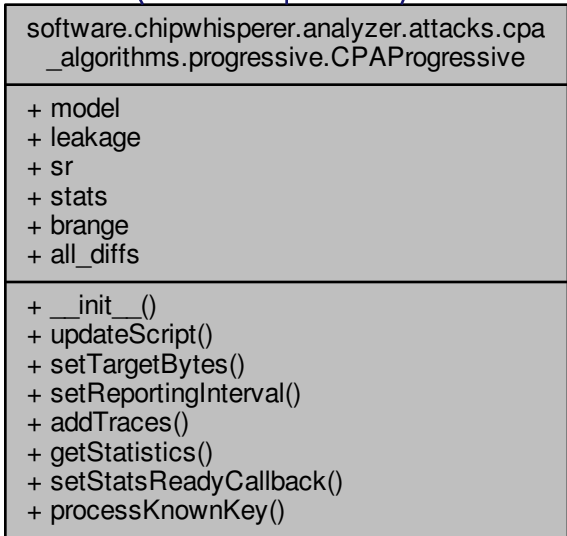 software.chipwhisperer.analyzer.attacks.cpa
_algorithms.progressive.CPAProgressive
+ model
+ leakage
+ sr
+ stats
+ brange
+ all_diffs
+ __init__()
+ updateScript()
+ setTargetBytes()
+ setReportingInterval()
+ addTraces()
+ getStatistics()
+ setStatsReadyCallback()
+ processKnownKey()